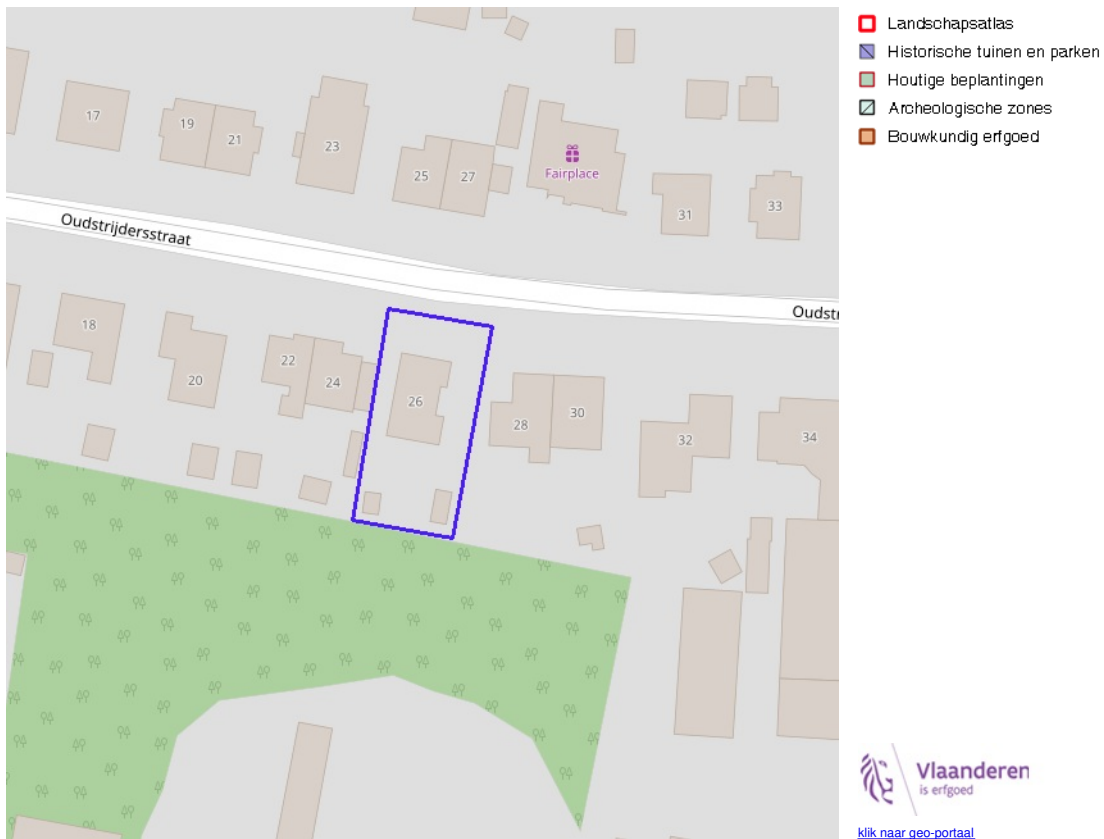 Landschapsatlas
Historische tuinen en parken
Houtige beplantingen
Archeologische zones
Bouwkundig erfgoed
17
19
21
23
25
27
Fairplace
31
33
Oudstrijdersstraat
Oudstr
18
20
22
24
26
28
30
32
34
Vlaanderen
is erfgoed
klik naar geo-portaal